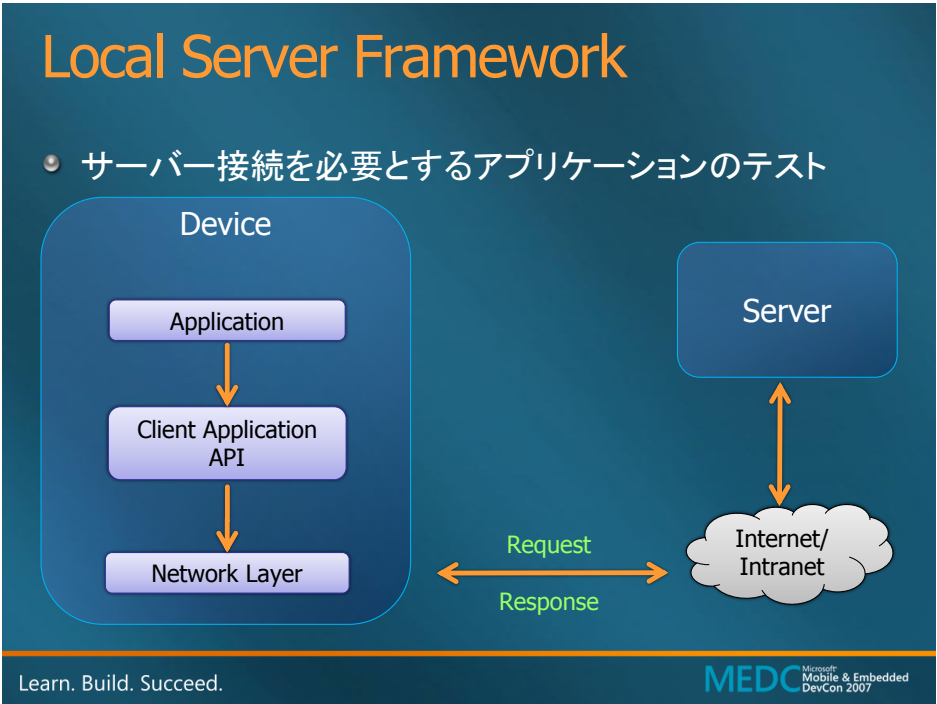 Local Server Framework
サーバー接続を必要とするアプリケーションのテスト
Device
Application
Client Application
API
Network Layer
Request
Response
Server
Internet/
Intranet
Learn. Build. Succeed.
MEDC Microsoft
Mobile & Embedded
DevCon 2007